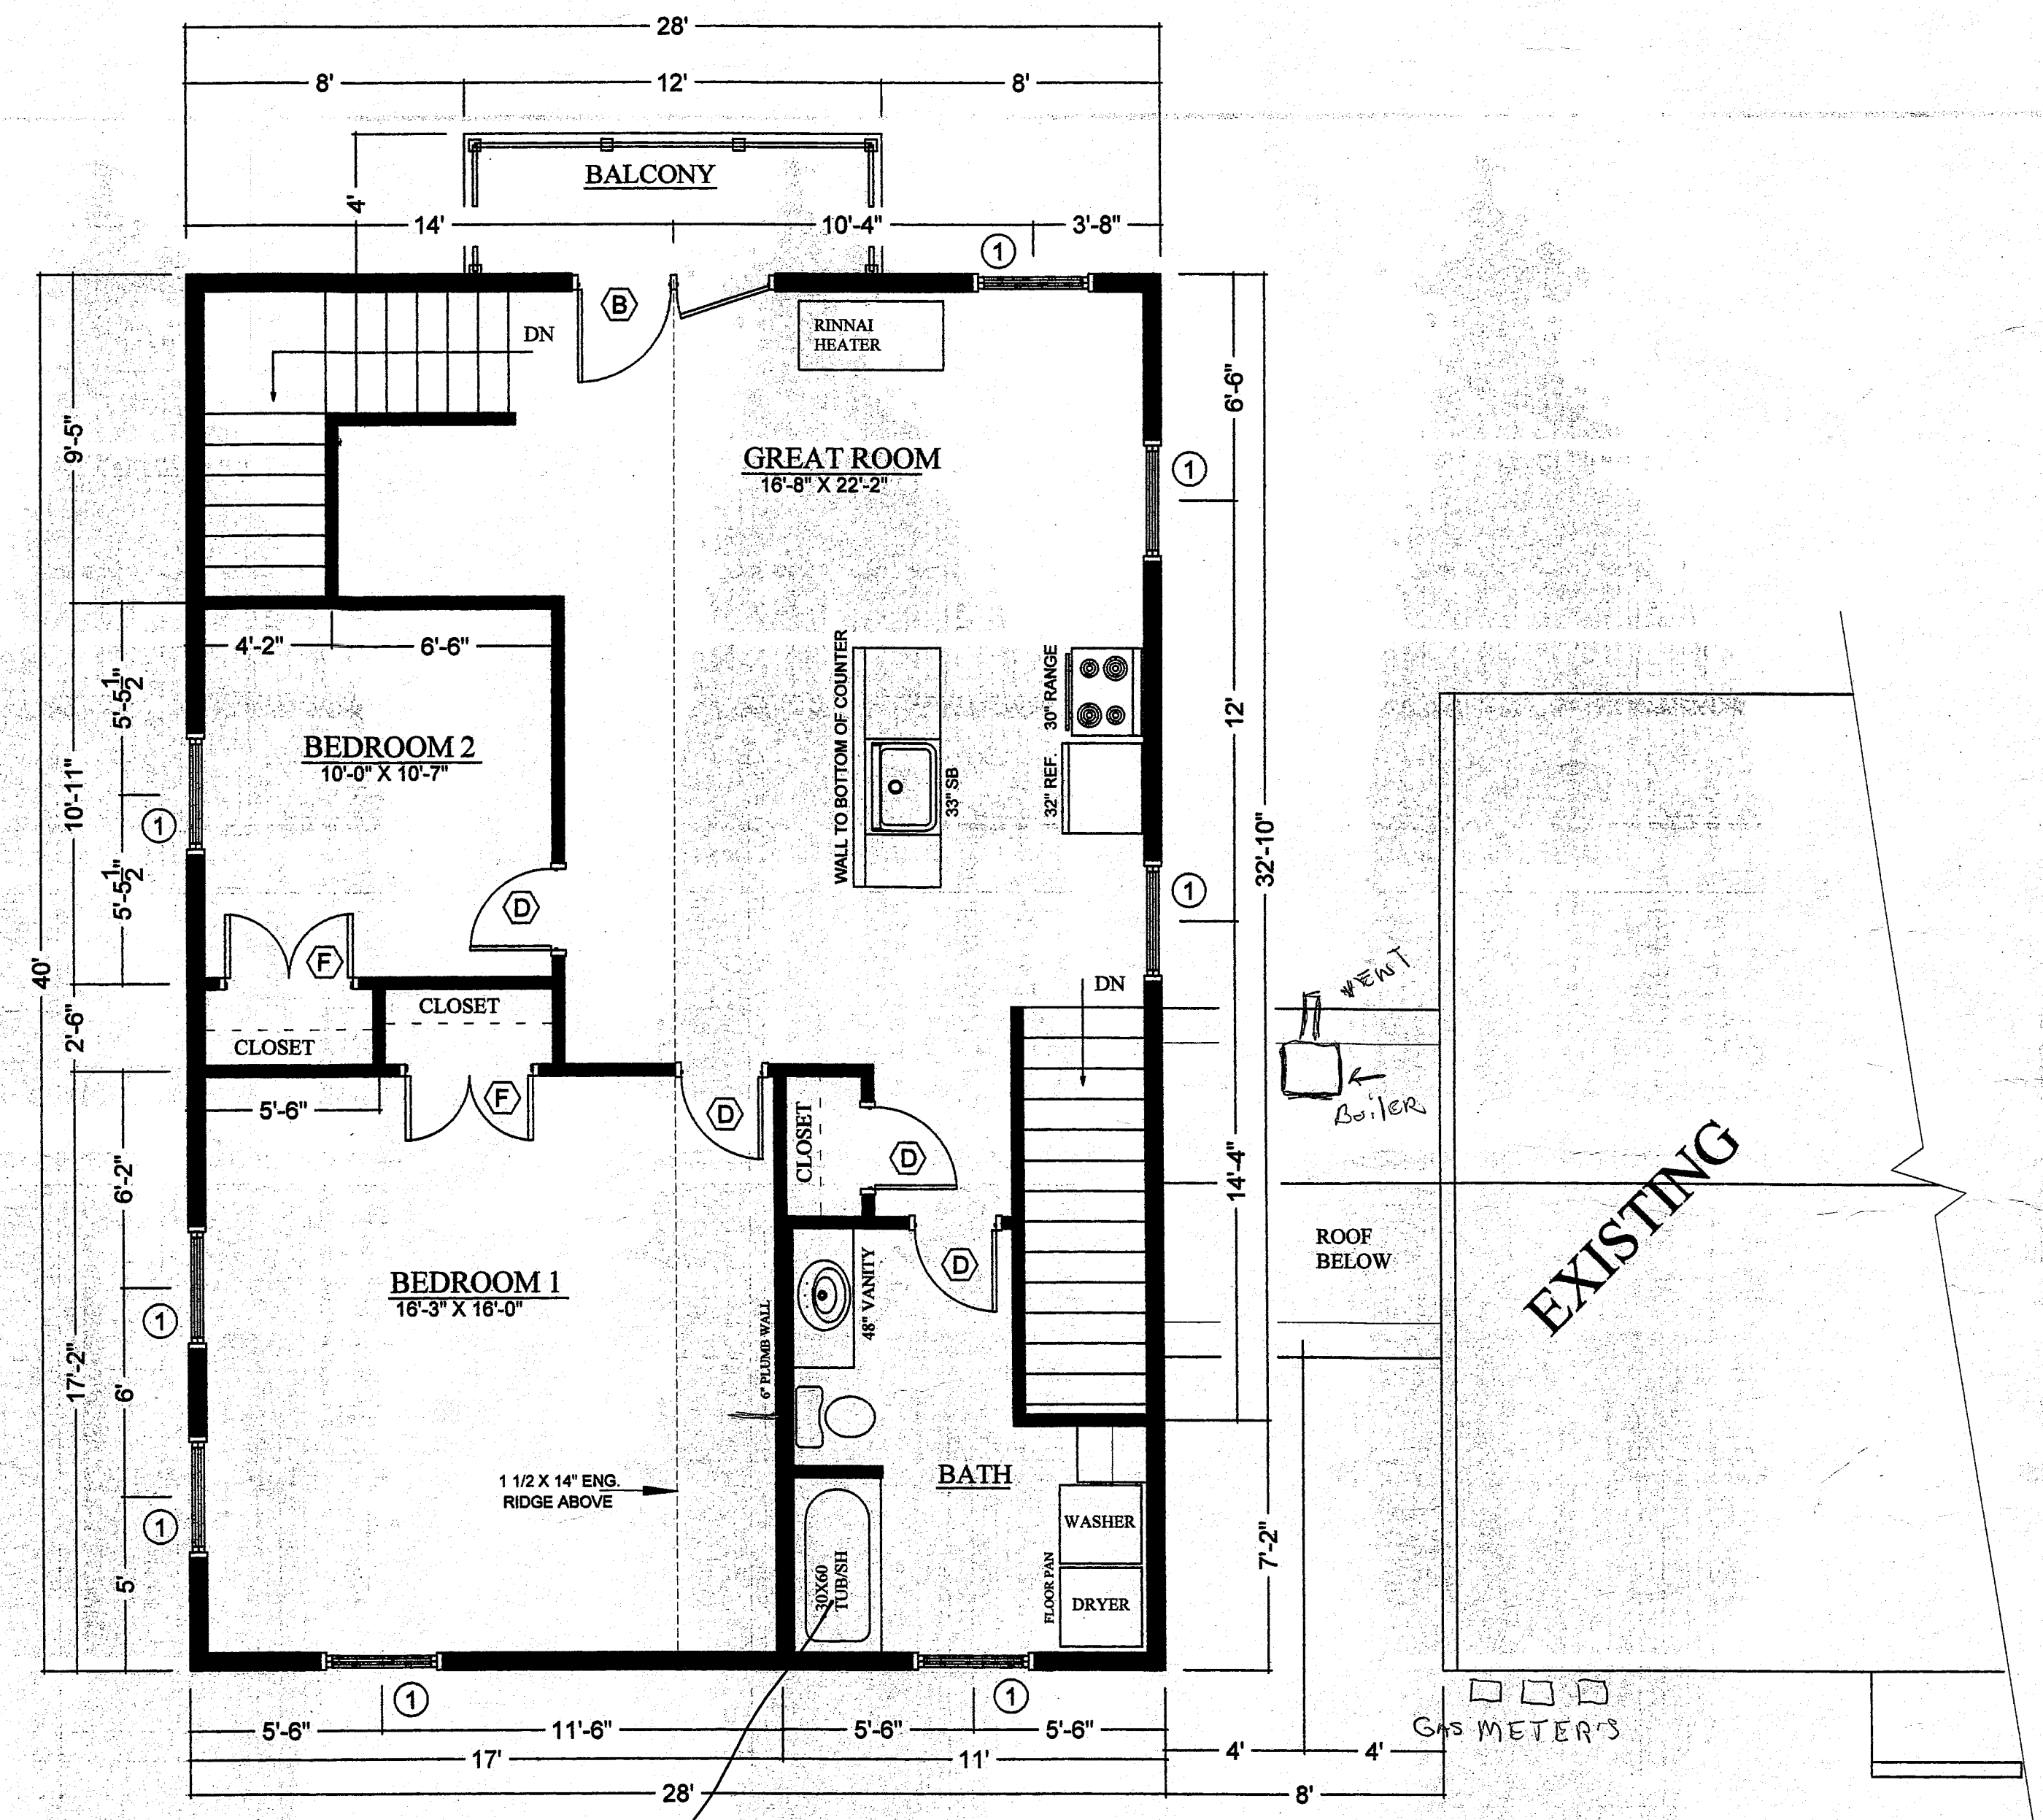 28'
8'
12'
8'
BALCONY
4'
14'
10'-4"
3'-8"
1
B
DN
RINNAI
HEATER
9'-5"
6'-6"
GREAT ROOM
16'-8" X 22'-2"
1
4'-2"
6'-6"
5'-5 1/2"
WALL TO BOTTOM OF COUNTER
30" RANGE
12'
BEDROOM 2
10'-0" X 10'-7"
10'-11"
33" SB
32" REF.
1
32'-10"
5'-5 1/2"
D
1
F
40'
DN
VENT
CLOSET
2'-6"
CLOSET
F
5'-6"
D
CLOSET
BOILER
D
6'-2"
14'-4"
EXISTING
ROOF
BELOW
D
BEDROOM 1
16'-3" X 16'-0"
48" VANITY
1
6" PLUMB WALL
17'-2"
6'
1 1/2 X 14" ENG.
RIDGE ABOVE
BATH
WASHER
1
7'-2"
5'
30X60
TUB/SH
FLOOR PAN
DRYER
1
1
GAS METER'S
5'-6"
11'-6"
5'-6"
5'-6"
17'
11'
4'
4'
28'
8'